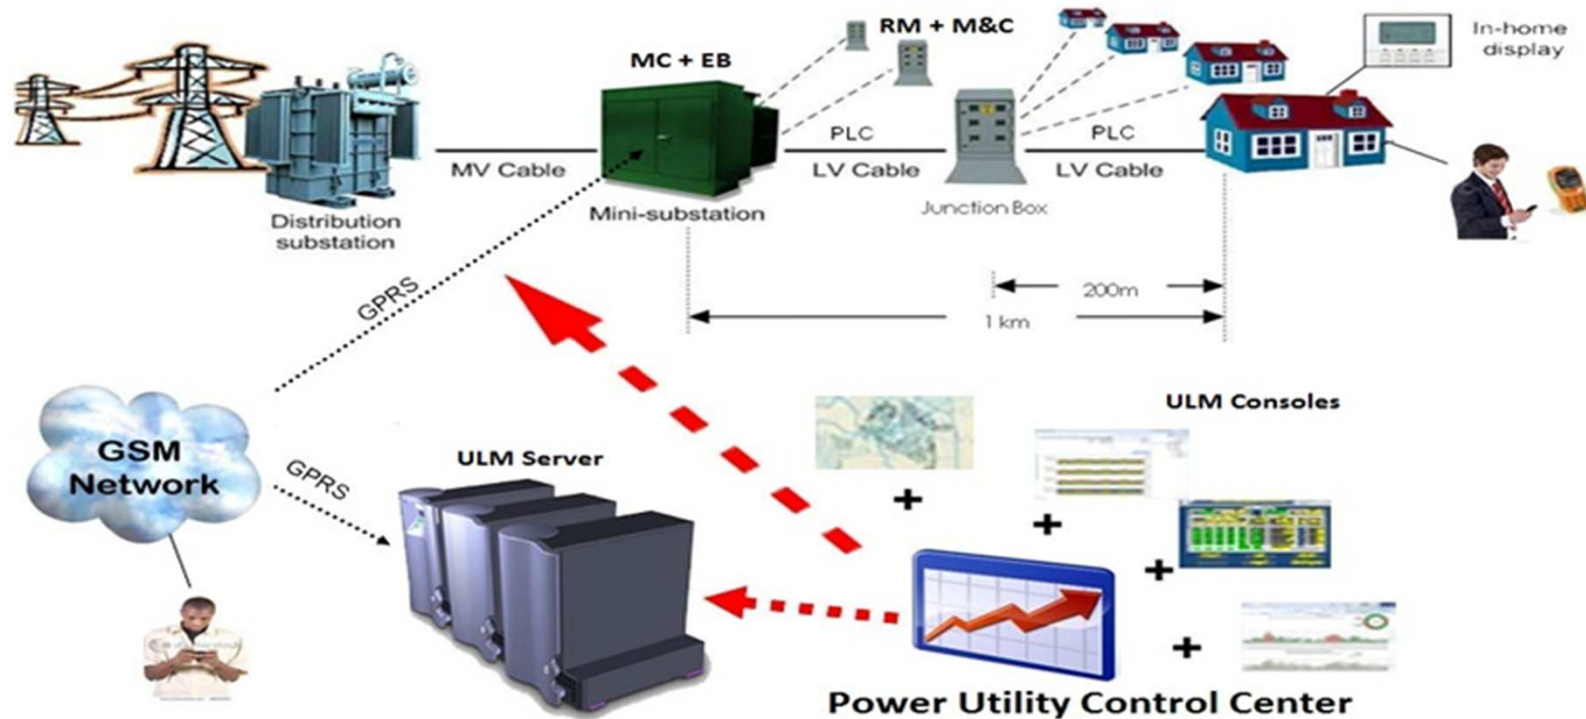 RM + M&C
MC + EB
In-home
display
PLC
PLC
MV Cable
LV Cable
LV Cable
Distribution
substation
Mini-substation
Junction Box
200m
1 km
GPRS
GSM
Network
GPRS
ULM Server
ULM Consoles
+
+
+
+
Power Utility Control Center